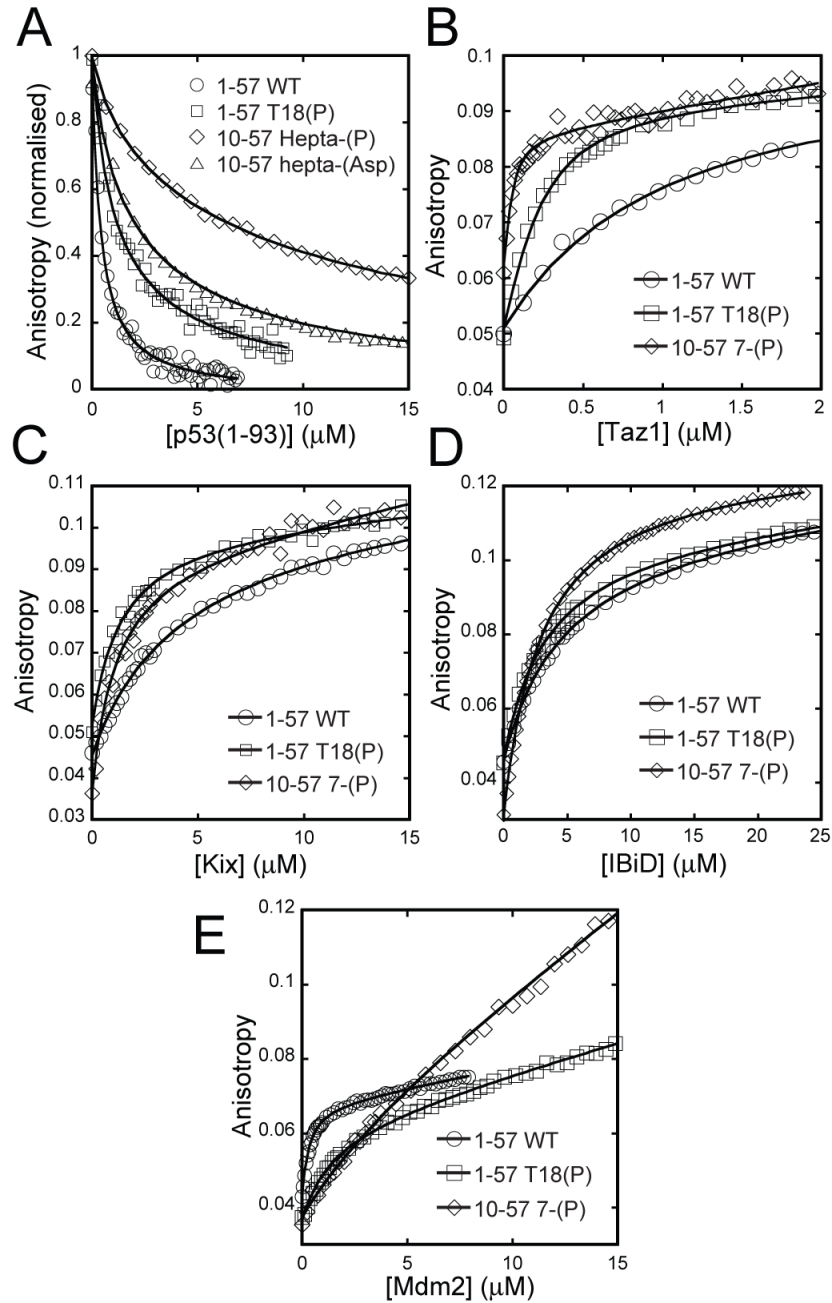 A
1
0.8
0.6
0.4
0.2
0
Anisotropy (normalised)
1-57 WT
1-57 T18(P)
10-57 Hepta-(P)
10-57 hepta-(Asp)
0 5 10 15
[p53(1-93)] (μM)
B
0.1
0.09
0.08
0.07
0.06
0.05
0.04
Anisotropy
1-57 WT
1-57 T18(P)
10-57 7-(P)
0 0.5 1 1.5 2
[Taz1] (μM)
C
0.11
0.1
0.09
0.08
0.07
0.06
0.05
0.04
0.03
Anisotropy
1-57 WT
1-57 T18(P)
10-57 7-(P)
0 5 10 15
[Kix] (μM)
D
0.12
0.1
0.08
0.06
0.04
Anisotropy
1-57 WT
1-57 T18(P)
10-57 7-(P)
0 5 10 15 20 25
[IBiD] (μM)
E
0.12
0.1
0.08
0.06
0.04
Anisotropy
1-57 WT
1-57 T18(P)
10-57 7-(P)
0 5 10 15
[Mdm2] (μM)